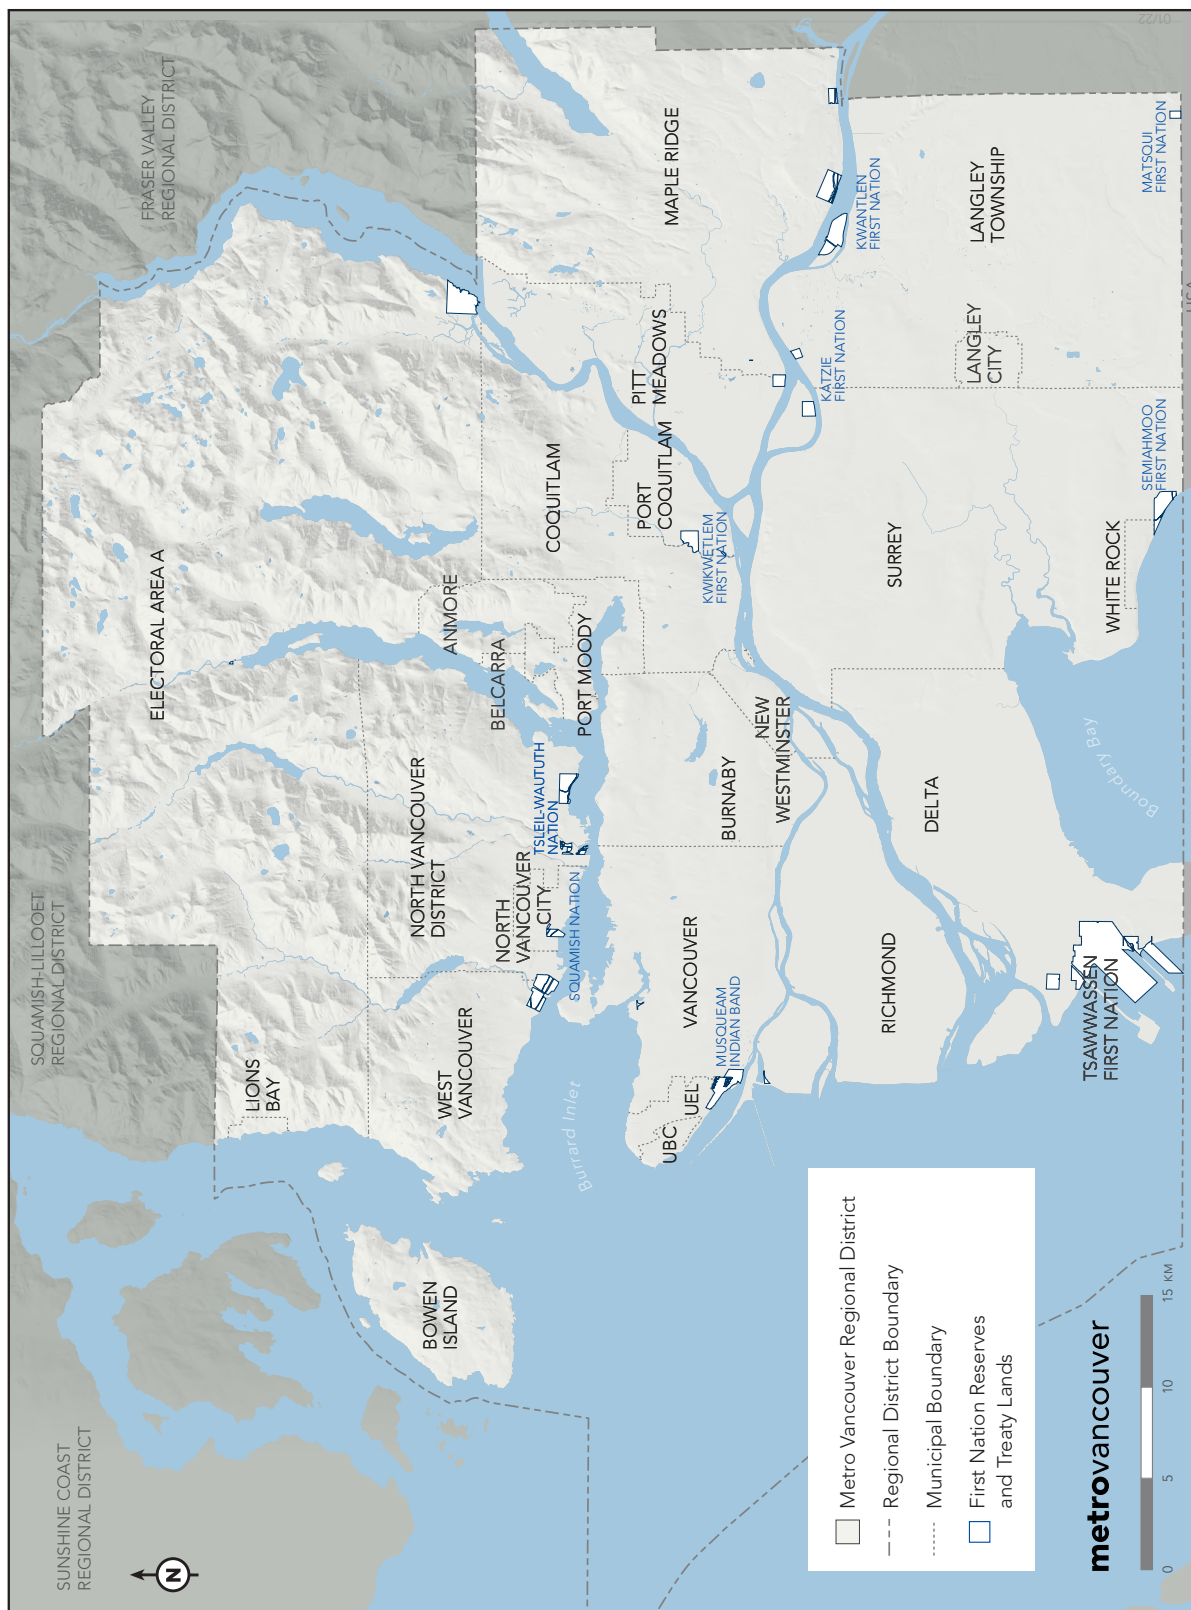 SUNSHINE COAST
REGIONAL DISTRICT
SQUAMISH-LILLOOET
REGIONAL DISTRICT
FRASER VALLEY
REGIONAL DISTRICT
N
ELECTORAL AREA A
LIONS
BAY
BOWEN
ISLAND
WEST
VANCOUVER
NORTH VANCOUVER
DISTRICT
NORTH
VANCOUVER
CITY
SQUAMISH NATION
TSLEIL-WAUTUTH
NATION
BELCARRA
ANMORE
PORT MOODY
COQUITLAM
PORT
COQUITLAM
KWIKWETLEM
FIRST NATION
PITT
MEADOWS
MAPLE RIDGE
Burrard Inlet
UBC
UEL
MUSQUEAM
INDIAN BAND
VANCOUVER
BURNABY
NEW
WESTMINSTER
KATZIE
FIRST NATION
KWANTLEN
FIRST NATION
RICHMOND
DELTA
SURREY
LANGLEY
CITY
LANGLEY
TOWNSHIP
TSAWWASSEN
FIRST NATION
Boundary Bay
WHITE ROCK
SEMIAHMOO
FIRST NATION
MATSQUI
FIRST NATION
USA
Metro Vancouver Regional District
Regional District Boundary
Municipal Boundary
First Nation Reserves
and Treaty Lands
metrovancouver
0 5 10 15 KM
01/22